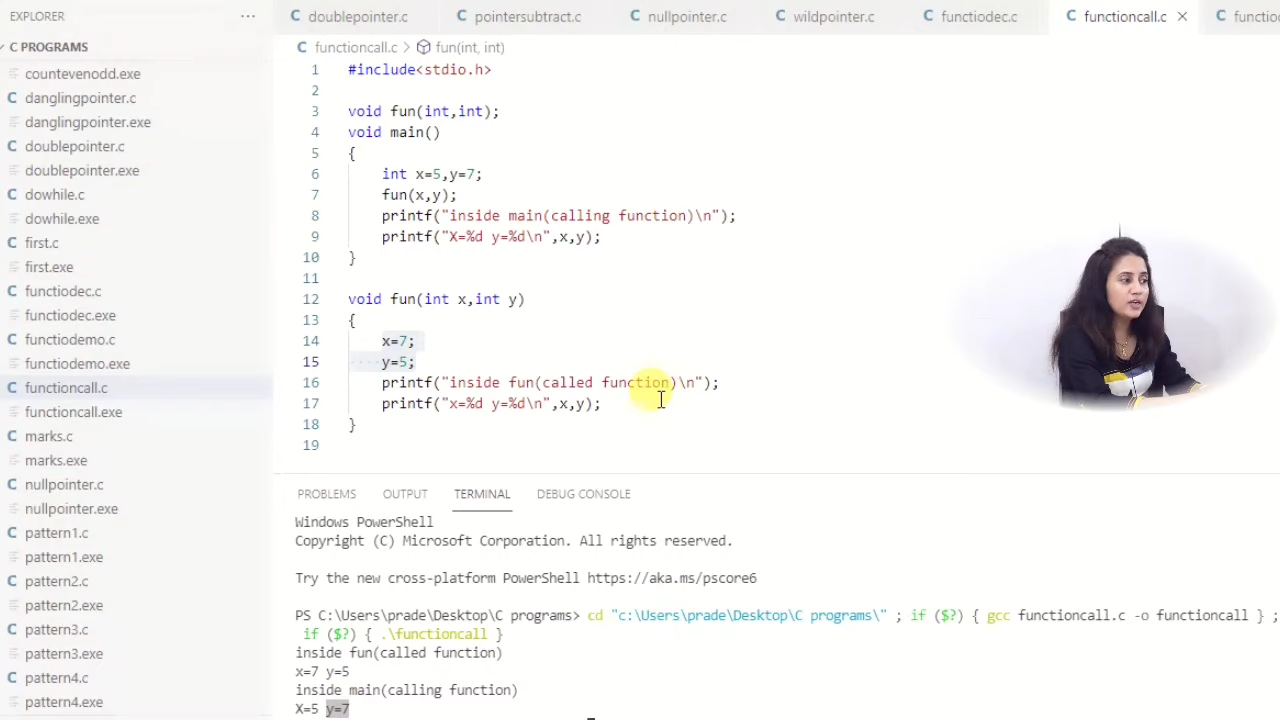 EXPLORER
C PROGRAMS
countevenodd.exe
C danglingpointer.c
danglingpointer.exe
C doublepointer.c
doublepointer.exe
C dowhile.c
dowhile.exe
C first.c
first.exe
C functiodec.c
functiodec.exe
C functiodemo.c
functiodemo.exe
C functioncall.c
functioncall.exe
C marks.c
marks.exe
C nullpointer.c
nullpointer.exe
C pattern1.c
pattern1.exe
C pattern2.c
pattern2.exe
C pattern3.c
pattern3.exe
C pattern4.c
pattern4.exe
C doublepointer.c C pointersubtract.c C nullpointer.c C wildpointer.c C functiodec.c C functioncall.c C functio
C functioncall.c > fun(int, int)
1 #include<stdio.h>
2
3 void fun(int,int);
4 void main()
5 {
6 int x=5,y=7;
7 fun(x,y);
8 printf("inside main(calling function)\n");
9 printf("X=%d y=%d\n",x,y);
10 }
11
12 void fun(int x,int y)
13 {
14 x=7;
15 y=5;
16 printf("inside fun(called function)\n");
17 printf("x=%d y=%d\n",x,y);
18 }
19
PROBLEMS OUTPUT TERMINAL DEBUG CONSOLE
Windows PowerShell
Copyright (C) Microsoft Corporation. All rights reserved.
Try the new cross-platform PowerShell https://aka.ms/pscore6
PS C:\Users\prade\Desktop\C programs> cd "c:\Users\prade\Desktop\C programs\" ; if ($?) { gcc functioncall.c -o functioncall } ;
if ($?) { .\functioncall }
inside fun(called function)
x=7 y=5
inside main(calling function)
X=5 y=7